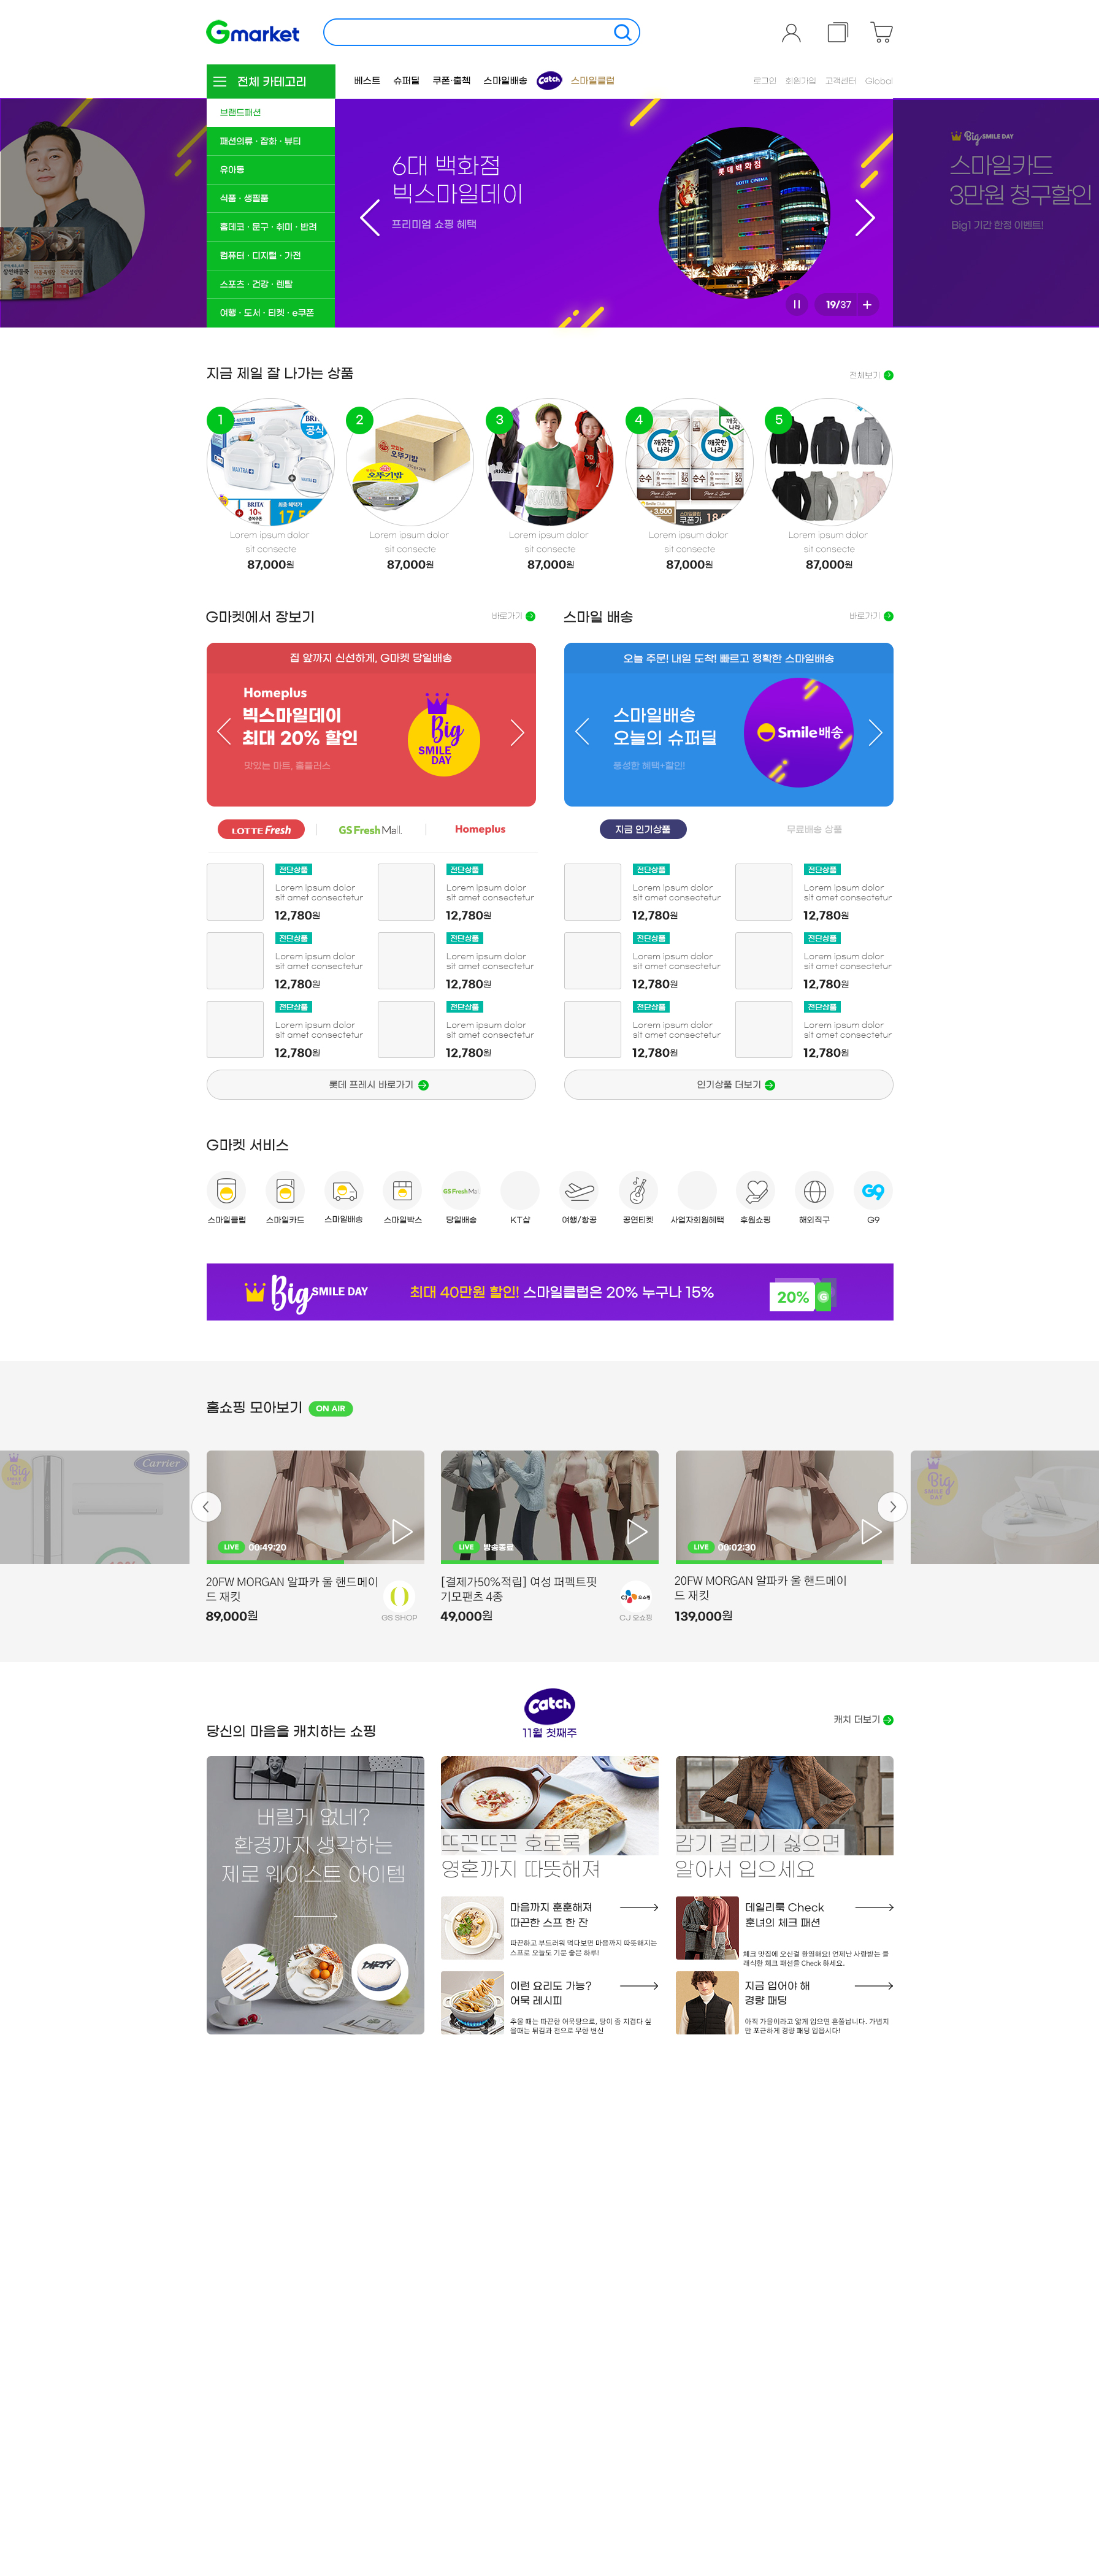 Gmarket
전체 카테고리
베스트
슈퍼딜
쿠폰·출첵
스마일배송
Catch
스마일클럽
로그인
회원가입
고객센터
Global
브랜드패션
패션의류 · 잡화 · 뷰티
유아동
식품 · 생필품
홈데코 · 문구 · 취미 · 반려
컴퓨터 · 디지털 · 가전
스포츠 · 건강 · 렌탈
여행 · 도서 · 티켓 · e쿠폰
6대 백화점
빅스마일데이
프리미엄 쇼핑 혜택
롯데백화점
LOTTE CINEMA
19/37
Big SMILE DAY
스마일카드
3만원 청구할인
Big1 기간 한정 이벤트!
지금 제일 잘 나가는 상품
전체보기
1
2
3
4
5
MAXTRA
BRITA
10%
오뚜기밥
깨끗한나라
깨끗한나라
순수
순수
3,500
쿠폰가
Lorem ipsum dolor
sit consecte
87,000원
Lorem ipsum dolor
sit consecte
87,000원
Lorem ipsum dolor
sit consecte
87,000원
Lorem ipsum dolor
sit consecte
87,000원
Lorem ipsum dolor
sit consecte
87,000원
G마켓에서 장보기
바로가기
집 앞까지 신선하게, G마켓 당일배송
Homeplus
빅스마일데이
최대 20% 할인
맛있는 마트, 홈플러스
Big
SMILE
DAY
LOTTE Fresh
GS Fresh Mall.
Homeplus
전단상품
Lorem ipsum dolor
sit amet consectetur
12,780원
전단상품
Lorem ipsum dolor
sit amet consectetur
12,780원
전단상품
Lorem ipsum dolor
sit amet consectetur
12,780원
전단상품
Lorem ipsum dolor
sit amet consectetur
12,780원
전단상품
Lorem ipsum dolor
sit amet consectetur
12,780원
전단상품
Lorem ipsum dolor
sit amet consectetur
12,780원
롯데 프레시 바로가기
스마일 배송
바로가기
오늘 주문! 내일 도착! 빠르고 정확한 스마일배송
스마일배송
오늘의 슈퍼딜
풍성한 혜택+할인!
Smile배송
지금 인기상품
무료배송 상품
전단상품
Lorem ipsum dolor
sit amet consectetur
12,780원
전단상품
Lorem ipsum dolor
sit amet consectetur
12,780원
전단상품
Lorem ipsum dolor
sit amet consectetur
12,780원
전단상품
Lorem ipsum dolor
sit amet consectetur
12,780원
전단상품
Lorem ipsum dolor
sit amet consectetur
12,780원
전단상품
Lorem ipsum dolor
sit amet consectetur
12,780원
인기상품 더보기
G마켓 서비스
GS Fresh Ma
G9
스마일클럽
스마일카드
스마일배송
스마일박스
당일배송
KT샵
여행/항공
공연티켓
사업자회원혜택
후원쇼핑
해외직구
G9
Big SMILE DAY
최대 40만원 할인! 스마일클럽은 20% 누구나 15%
20%
G
홈쇼핑 모아보기
ON AIR
Big
SMILE
DAY
Carrier
LIVE 00:49:20
20FW MORGAN 알파카 울 핸드메이
드 재킷
89,000원
GS SHOP
LIVE 방송종료
[결제가50%적립] 여성 퍼펙트핏
기모팬츠 4종
49,000원
CJ 오쇼핑
CJ 오쇼핑
LIVE 00:02:30
20FW MORGAN 알파카 울 핸드메이
드 재킷
139,000원
Big
SMILE
DAY
당신의 마음을 캐치하는 쇼핑
Catch
11월 첫째주
캐치 더보기
버릴게 없네?
환경까지 생각하는
제로 웨이스트 아이템
DIRTY
뜨끈뜨끈 호로록
영혼까지 따뜻해져
마음까지 훈훈해져
따끈한 스프 한 잔
따끈하고 부드러워 먹다보면 마음까지 따뜻해지는
스프로 오늘도 기분 좋은 하루!
이런 요리도 가능?
어묵 레시피
추울 때는 따끈한 어묵탕으로, 탕이 좀 지겹다 싶
을때는 튀김과 전으로 무한 변신
감기 걸리기 싫으면
알아서 입으세요
데일리룩 Check
훈녀의 체크 패션
체크 맛집에 오신걸 환영해요! 언제난 사랑받는 클
래식한 체크 패션을 Check 하세요.
지금 입어야 해
경량 패딩
아직 가을이라고 얇게 입으면 혼쭐납니다. 가볍지
만 포근하게 경량 패딩 입읍시다!